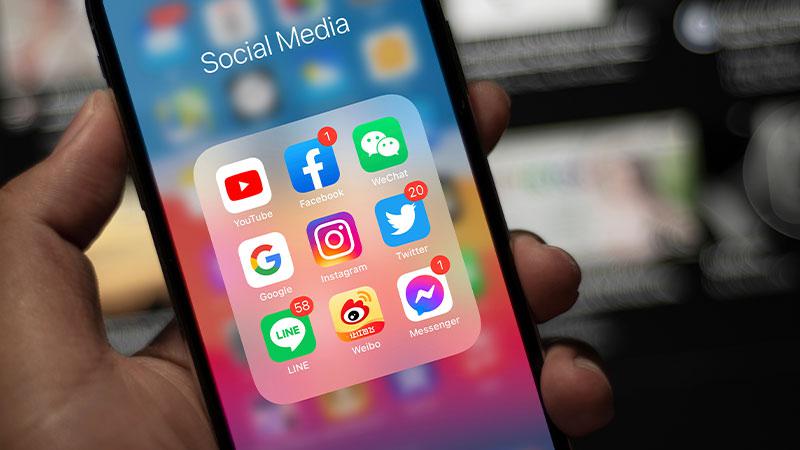 Social Media
YouTube
1
Facebook
WeChat
Google
Instagram
20
Twitter
58
LINE
LINE
Weibo
1
Messenger